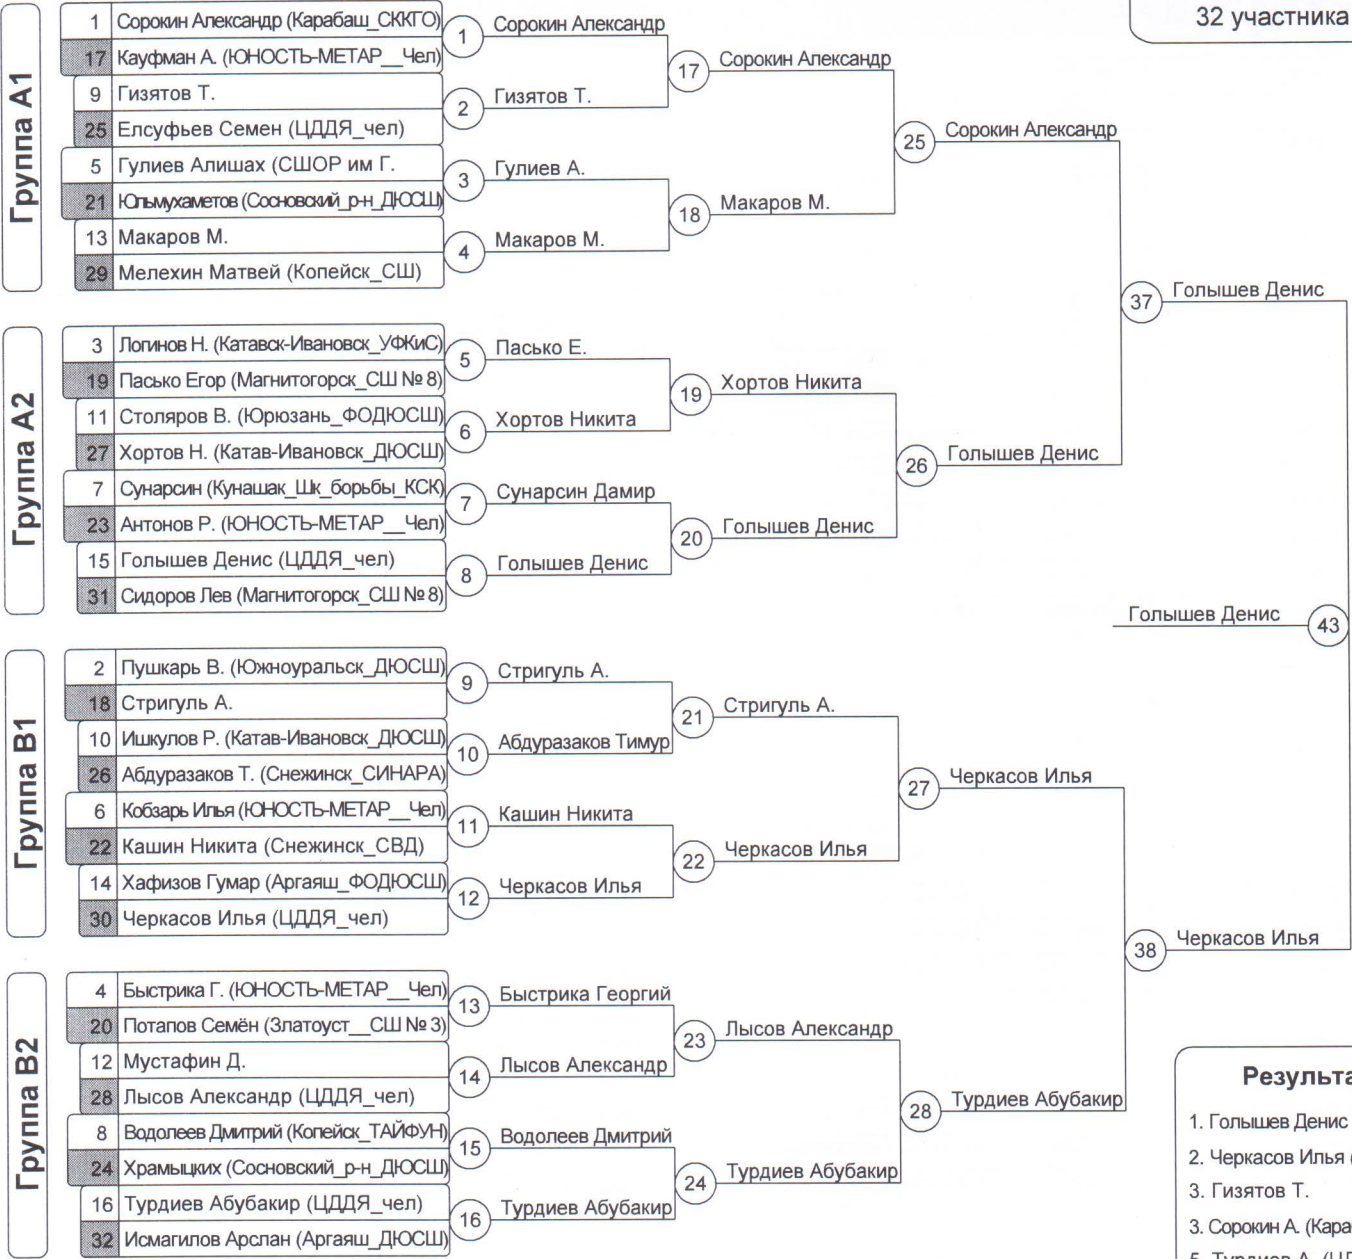 32 участника
Группа A1
1 Сорокин Александр (Карабаш_СККГО)
17 Кауфман А. (ЮНОСТЬ-МЕТАР__Чел)
9 Гизятов Т.
25 Елсуфьев Семен (ЦДДЯ_чел)
5 Гулиев Алишах (СШОР им Г.
21 Юльмухаметов (Сосновский_р-н_ДЮСШ)
13 Макаров М.
29 Мелехин Матвей (Копейск_СШ)
1 Сорокин Александр
2 Гизятов Т.
3 Гулиев А.
4 Макаров М.
17 Сорокин Александр
18 Макаров М.
25 Сорокин Александр
Группа A2
3 Логинов Н. (Катавск-Ивановск_УФКиС)
19 Пасько Егор (Магнитогорск_СШ № 8)
11 Столяров В. (Юрюзань_ФОДЮСШ)
27 Хортов Н. (Катав-Ивановск_ДЮСШ)
7 Сунарсин (Кунашак_Шк_борьбы_КСК)
23 Антонов Р. (ЮНОСТЬ-МЕТАР__Чел)
15 Голышев Денис (ЦДДЯ_чел)
31 Сидоров Лев (Магнитогорск_СШ № 8)
5 Пасько Е.
6 Хортов Никита
7 Сунарсин Дамир
8 Голышев Денис
19 Хортов Никита
20 Голышев Денис
26 Голышев Денис
37 Голышев Денис
Голышев Денис 43
Группа B1
2 Пушкарь В. (Южноуральск_ДЮСШ)
18 Стригуль А.
10 Ишкулов Р. (Катав-Ивановск_ДЮСШ)
26 Абдуразаков Т. (Снежинск_СИНАРА)
6 Кобзарь Илья (ЮНОСТЬ-МЕТАР__Чел)
22 Кашин Никита (Снежинск_СВД)
14 Хафизов Гумар (Аргаяш_ФОДЮСШ)
30 Черкасов Илья (ЦДДЯ_чел)
9 Стригуль А.
10 Абдуразаков Тимур
11 Кашин Никита
12 Черкасов Илья
21 Стригуль А.
22 Черкасов Илья
27 Черкасов Илья
38 Черкасов Илья
Группа B2
4 Быстрика Г. (ЮНОСТЬ-МЕТАР__Чел)
20 Потапов Семён (Златоуст__СШ № 3)
12 Мустафин Д.
28 Лысов Александр (ЦДДЯ_чел)
8 Водолеев Дмитрий (Копейск_ТАЙФУН)
24 Храмыцких (Сосновский_р-н_ДЮСШ)
16 Турдиев Абубакир (ЦДДЯ_чел)
32 Исмагилов Арслан (Аргаяш_ДЮСШ)
13 Быстрика Георгий
14 Лысов Александр
15 Водолеев Дмитрий
16 Турдиев Абубакир
23 Лысов Александр
24 Турдиев Абубакир
28 Турдиев Абубакир
Результа
1. Голышев Денис
2. Черкасов Илья (
3. Гизятов Т.
3. Сорокин А. (Кара
5. Турдиев А. (ЦД